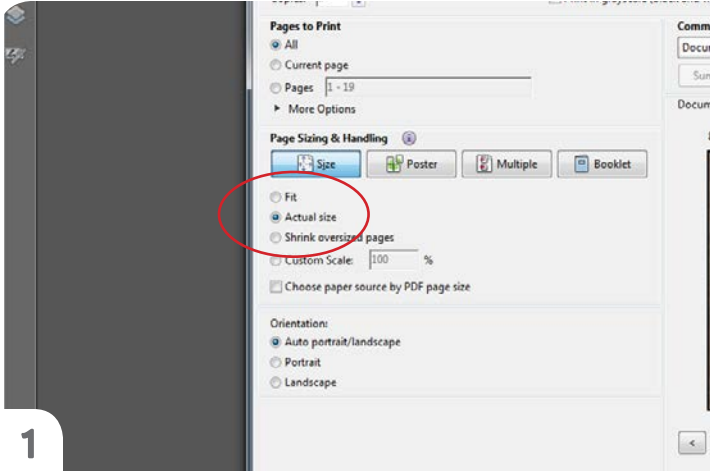 Pages to Print
Comm
All
Docu
Current page
Pages 1 - 19
Sun
More Options
Docum
Page Sizing & Handling
Size Poster Multiple Booklet
Fit
Actual size
Shrink oversized pages
Custom Scale: 100 %
Choose paper source by PDF page size
Orientation:
Auto portrait/landscape
Portrait
Landscape
1
<